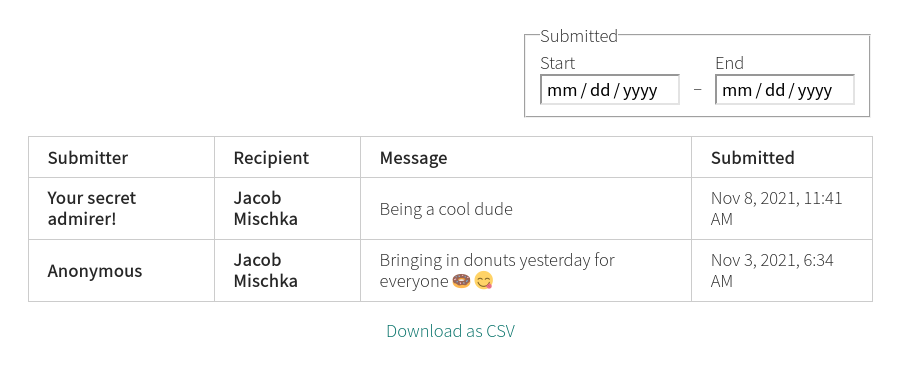 Submitted
Start End
mm/dd/yyyy – mm/dd/yyyy
Submitter Recipient Message Submitted
Your secret admirer! Jacob Mischka Being a cool dude Nov 8, 2021, 11:41 AM
Anonymous Jacob Mischka Bringing in donuts yesterday for everyone 🍩 😋 Nov 3, 2021, 6:34 AM
Download as CSV